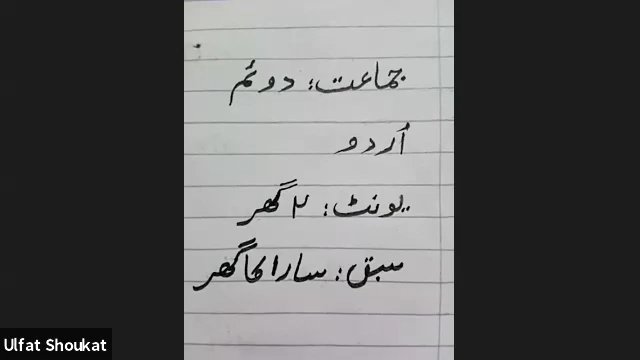 جماعت: دوئم
اُردو
یونٹ: ۲ گھر
سبق: سارا کا گھر
Ulfat Shoukat